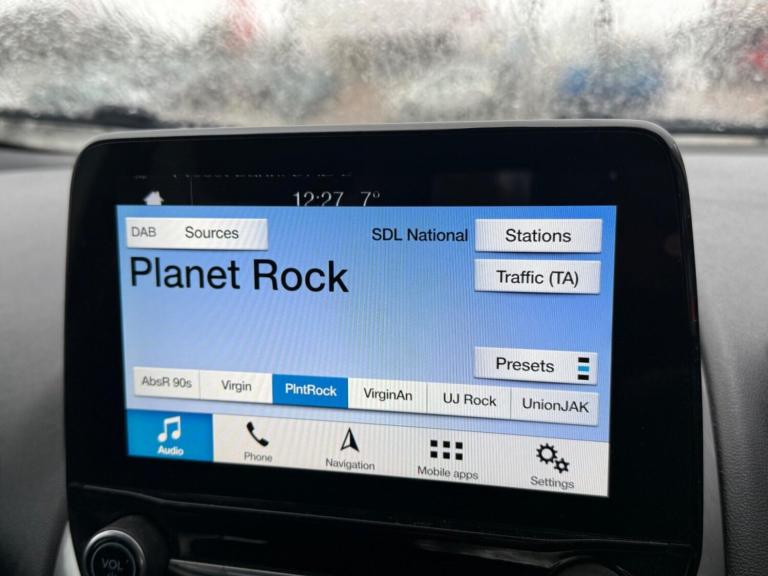 12:27 7°
DAB Sources
SDL National
Stations
Planet Rock
Traffic (TA)
Presets
AbsR 90s
Virgin
PlntRock
VirginAn
UJ Rock
UnionJAK
Audio
Phone
Navigation
Mobile apps
Settings
VOL